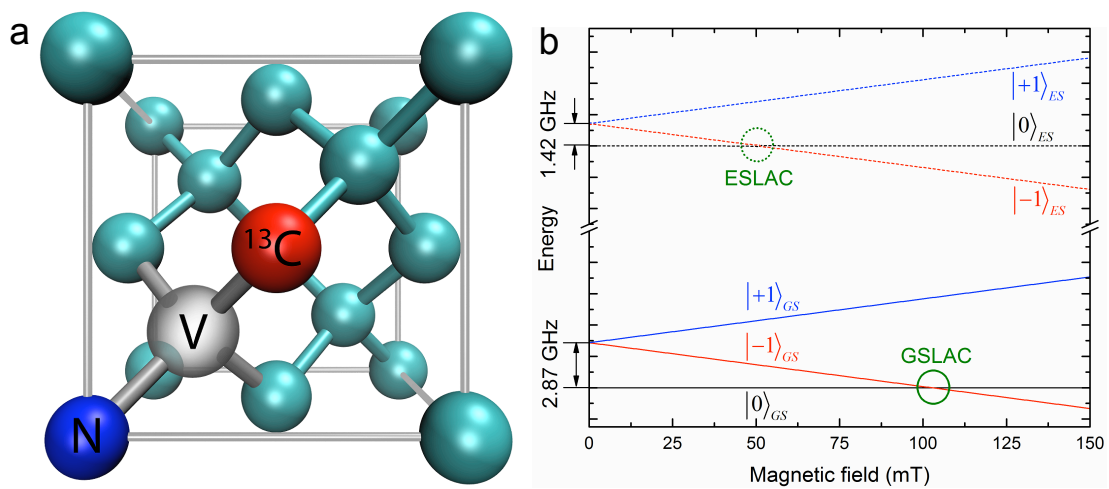 a
N
V
¹³C
b
Energy
1.42 GHz
2.87 GHz
|+1⟩ES
|0⟩ES
ESLAC
|−1⟩ES
|+1⟩GS
|−1⟩GS
GSLAC
|0⟩GS
0 25 50 75 100 125 150
Magnetic field (mT)